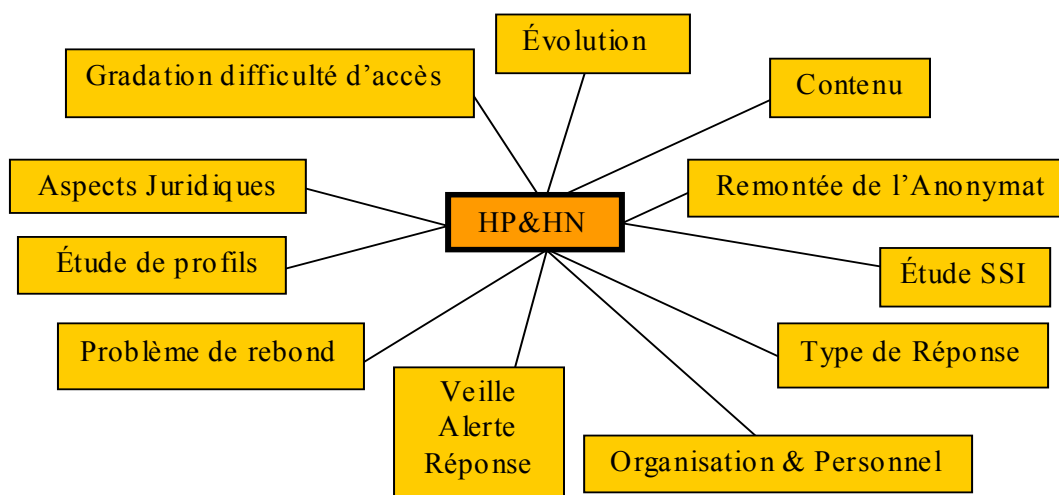 Évolution
Gradation difficulté d'accès
Contenu
Aspects Juridiques
Remontée de l'Anonymat
HP&HN
Étude de profils
Étude SSI
Problème de rebond
Type de Réponse
Veille
Alerte
Réponse
Organisation & Personnel